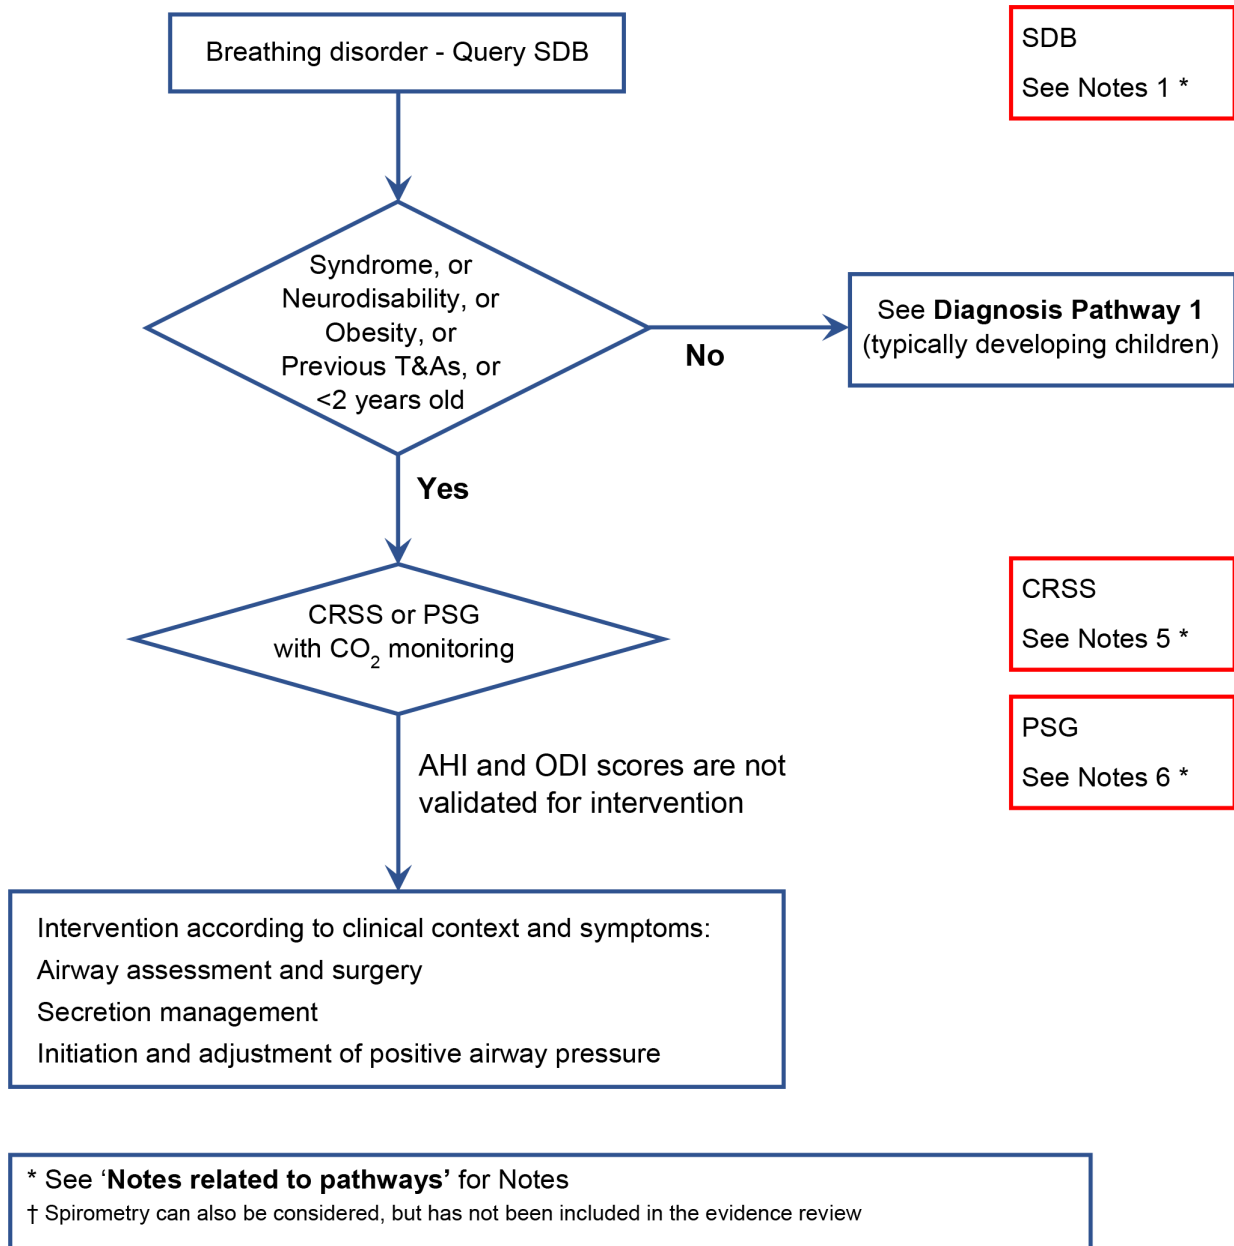 Breathing disorder - Query SDB
SDB
See Notes 1 *
Syndrome, or
Neurodisability, or
Obesity, or
Previous T&As, or
<2 years old
No
See Diagnosis Pathway 1
(typically developing children)
Yes
CRSS or PSG
with CO₂ monitoring
CRSS
See Notes 5 *
PSG
See Notes 6 *
AHI and ODI scores are not
validated for intervention
Intervention according to clinical context and symptoms:
Airway assessment and surgery
Secretion management
Initiation and adjustment of positive airway pressure
* See ‘Notes related to pathways’ for Notes
† Spirometry can also be considered, but has not been included in the evidence review